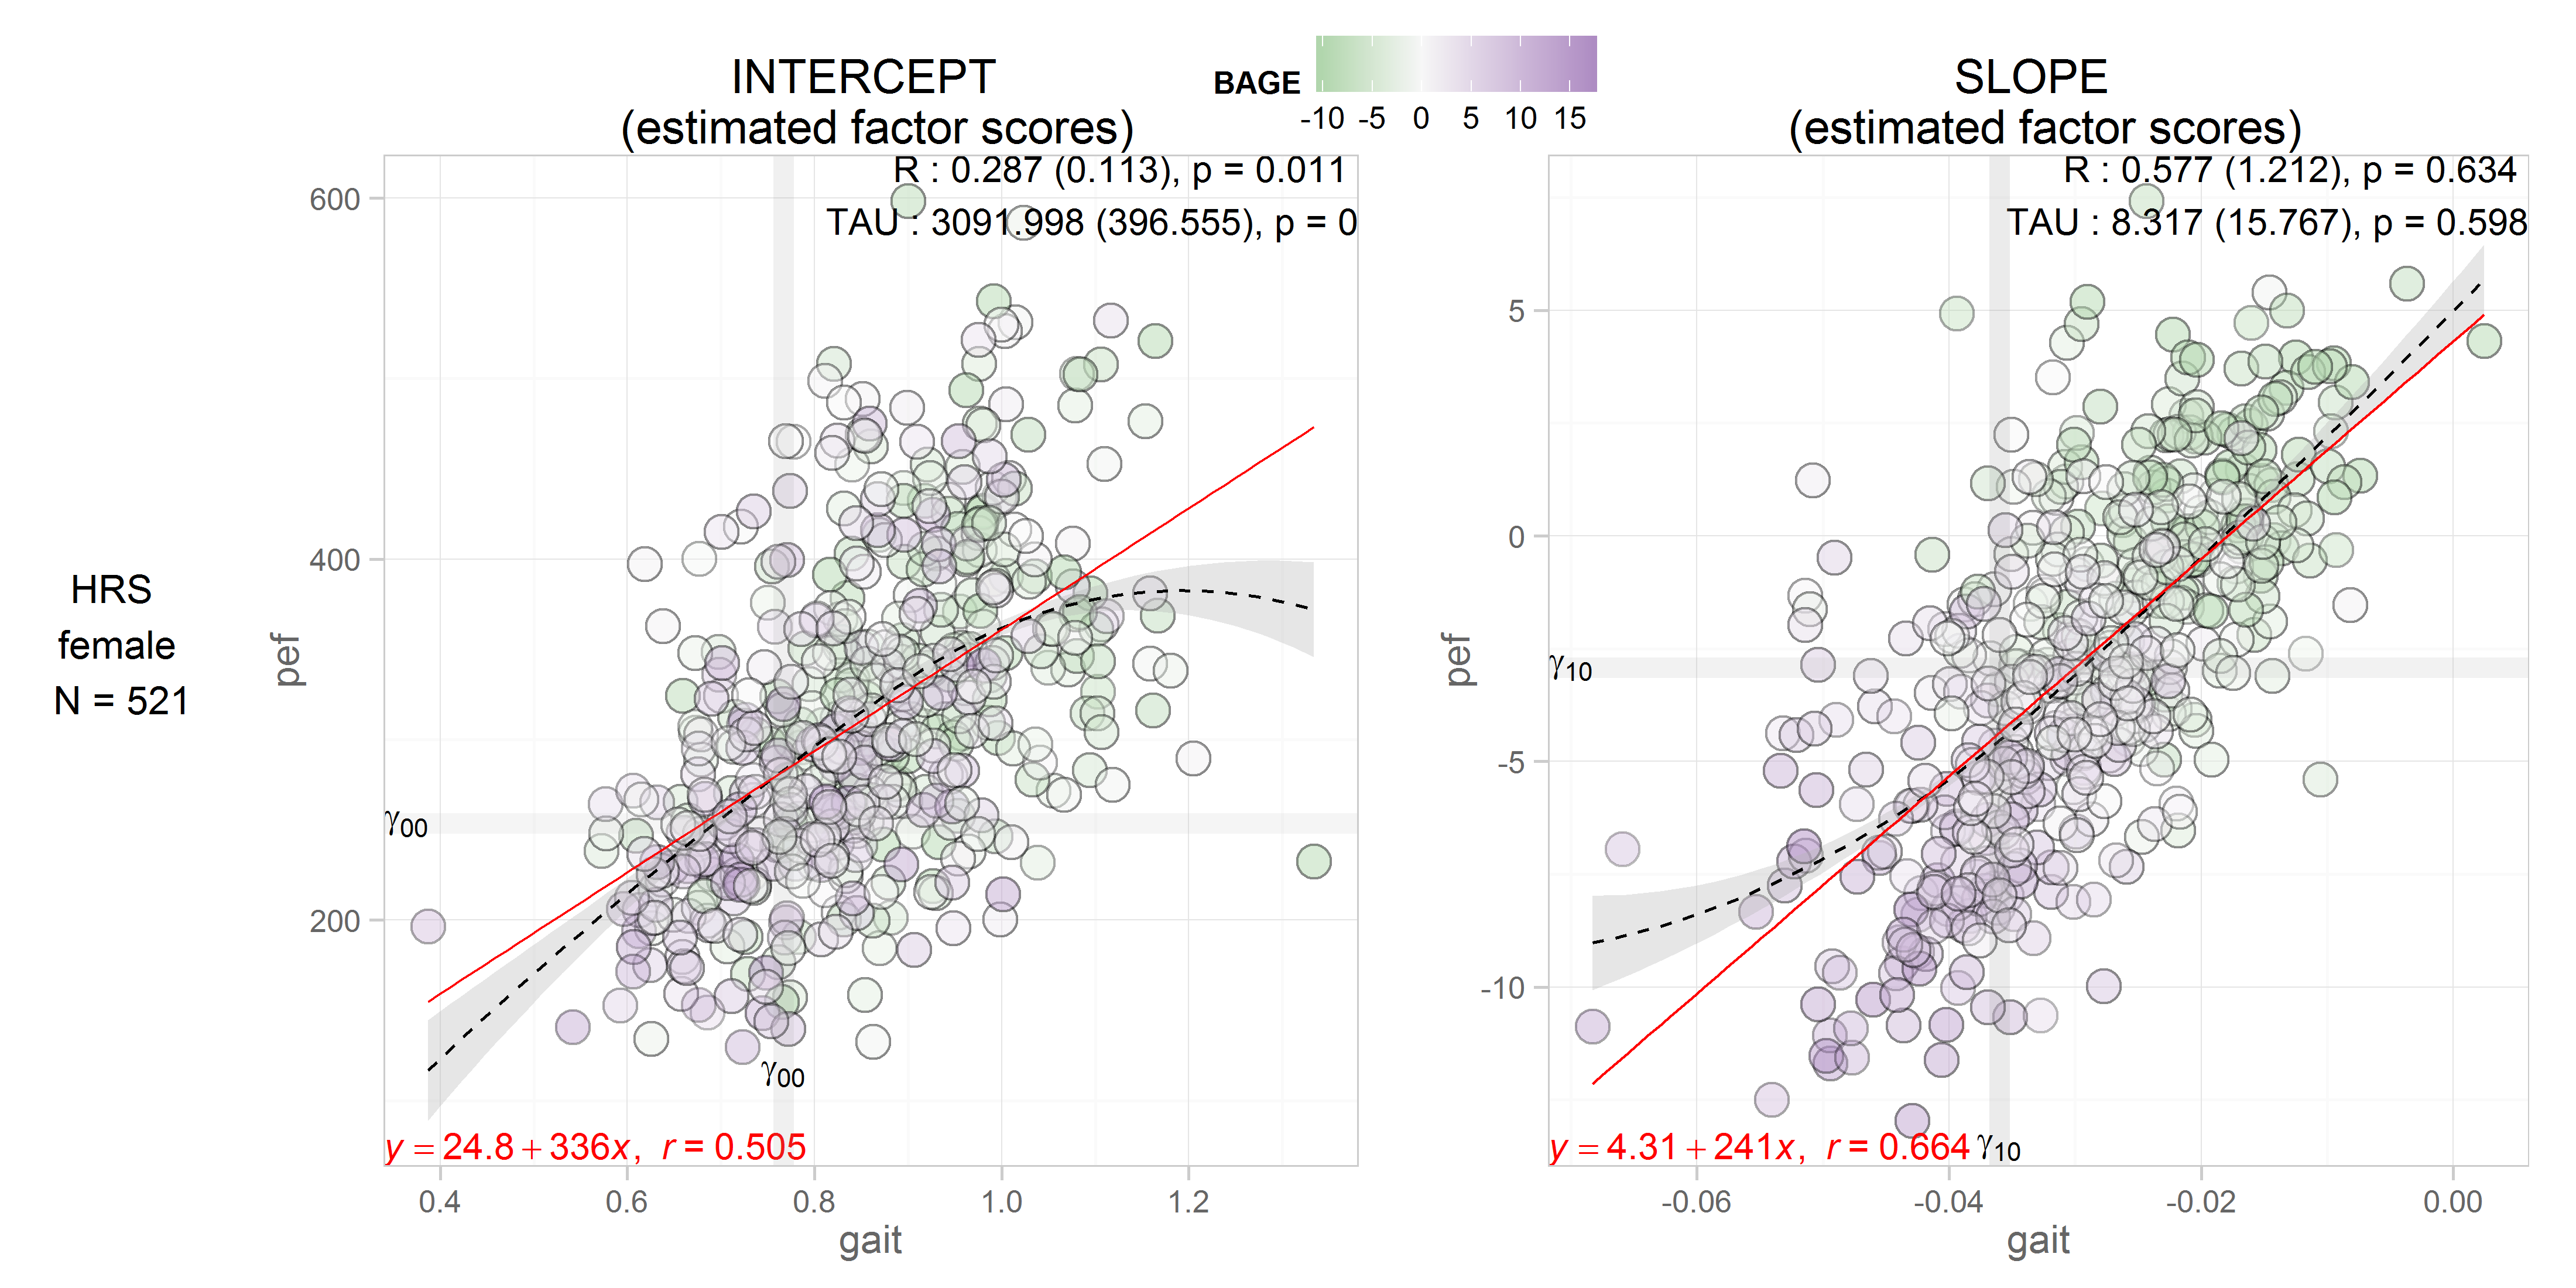 BAGE
-10 -5 0 5 10 15
INTERCEPT
(estimated factor scores)
R : 0.287 (0.113), p = 0.011
TAU : 3091.998 (396.555), p = 0
600
400
200
pef
HRS
female
N = 521
γ00
γ00
y = 24.8 + 336x, r = 0.505
0.4 0.6 0.8 1.0 1.2
gait
SLOPE
(estimated factor scores)
R : 0.577 (1.212), p = 0.634
TAU : 8.317 (15.767), p = 0.598
5
0
-5
-10
pef
γ10
y = 4.31 + 241x, r = 0.664 γ10
-0.06 -0.04 -0.02 0.00
gait